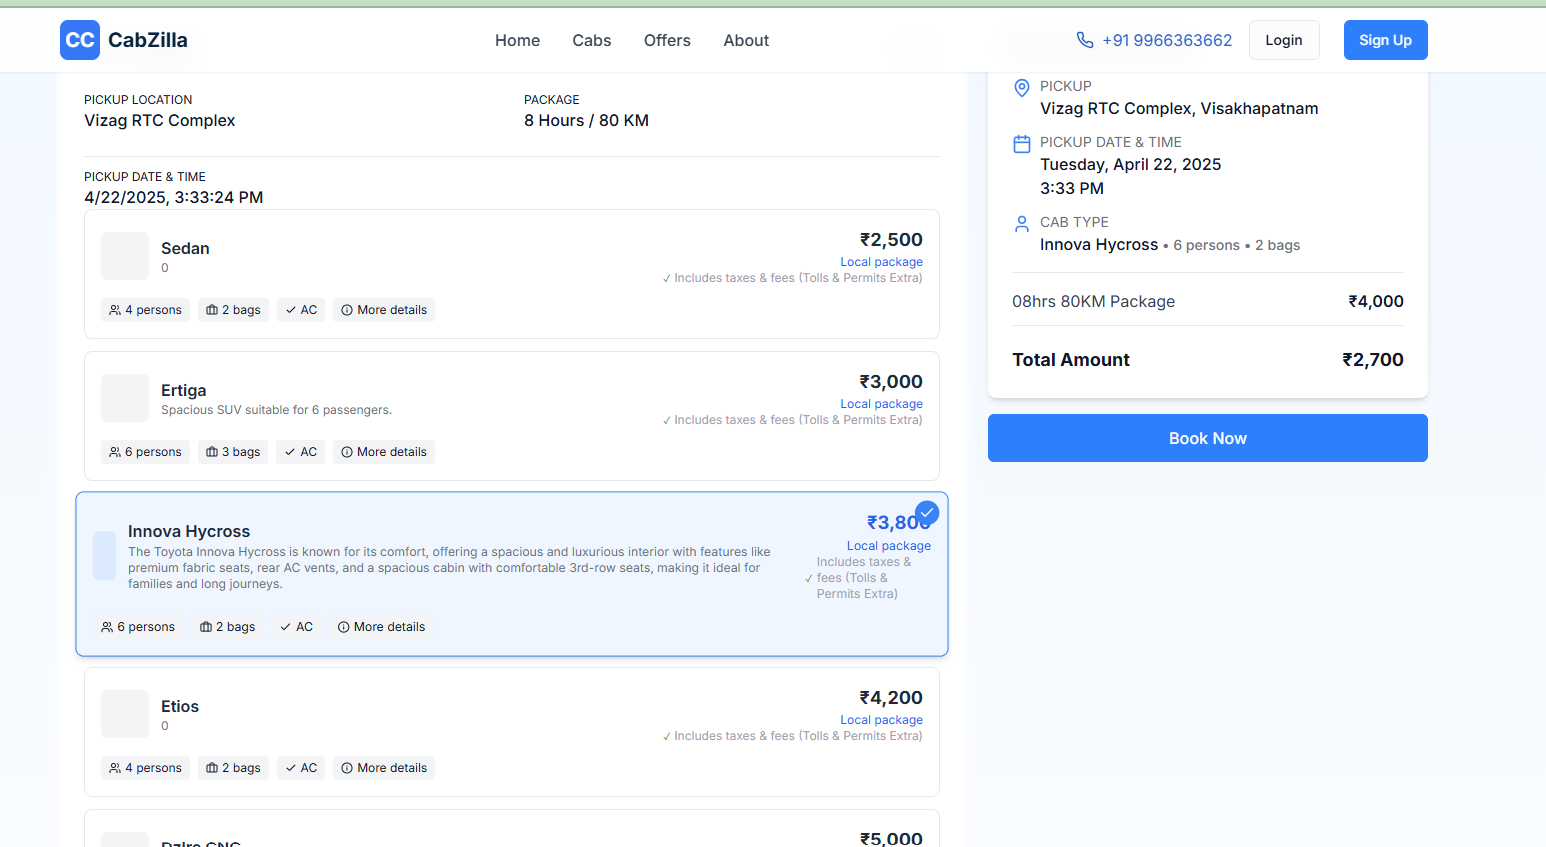 CC CabZilla
Home
Cabs
Offers
About
+91 9966363662
Login
Sign Up
PICKUP LOCATION
Vizag RTC Complex
PACKAGE
8 Hours / 80 KM
PICKUP DATE & TIME
4/22/2025, 3:33:24 PM
Sedan
0
₹2,500
Local package
✓ Includes taxes & fees (Tolls & Permits Extra)
4 persons
2 bags
AC
More details
Ertiga
Spacious SUV suitable for 6 passengers.
₹3,000
Local package
✓ Includes taxes & fees (Tolls & Permits Extra)
6 persons
3 bags
AC
More details
Innova Hycross
The Toyota Innova Hycross is known for its comfort, offering a spacious and luxurious interior with features like
premium fabric seats, rear AC vents, and a spacious cabin with comfortable 3rd-row seats, making it ideal for
families and long journeys.
₹3,800
Local package
Includes taxes &
✓ fees (Tolls &
Permits Extra)
6 persons
2 bags
AC
More details
Etios
0
₹4,200
Local package
✓ Includes taxes & fees (Tolls & Permits Extra)
4 persons
2 bags
AC
More details
₹5,000
PICKUP
Vizag RTC Complex, Visakhapatnam
PICKUP DATE & TIME
Tuesday, April 22, 2025
3:33 PM
CAB TYPE
Innova Hycross • 6 persons • 2 bags
08hrs 80KM Package
₹4,000
Total Amount
₹2,700
Book Now